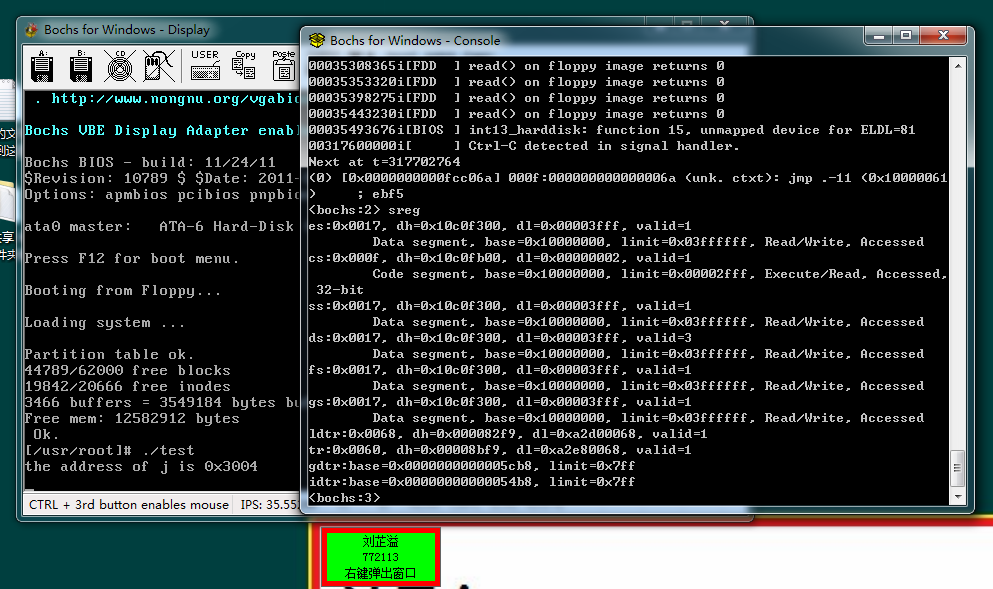 Bochs for Windows - Display
A:
B:
CD
USER
Copy
Paste
. http://www.nongnu.org/vgabio
Bochs VBE Display Adapter enabl
Bochs BIOS - build: 11/24/11
$Revision: 10789 $ $Date: 2011-
Options: apmbios pcibios pnpbio
ata0 master:   ATA-6 Hard-Disk
Press F12 for boot menu.
Booting from Floppy...
Loading system ...
Partition table ok.
44789/62000 free blocks
19842/20666 free inodes
3466 buffers = 3549184 bytes bu
Free mem: 12582912 bytes
 Ok.
[/usr/root]# ./test
the address of j is 0x3004
CTRL + 3rd button enables mouse
IPS: 35.55
Bochs for Windows - Console
00035308365i[FDD  ] read() on floppy image returns 0
00035353320i[FDD  ] read() on floppy image returns 0
00035398275i[FDD  ] read() on floppy image returns 0
00035443230i[FDD  ] read() on floppy image returns 0
00035493676i[BIOS ] int13_harddisk: function 15, unmapped device for ELDL=81
00317600000i[     ] Ctrl-C detected in signal handler.
Next at t=317702764
(0) [0x0000000000fcc06a] 000f:000000000000006a (unk. ctxt): jmp .-11 (0x10000061
)      ; ebf5
<bochs:2> sreg
es:0x0017, dh=0x10c0f300, dl=0x00003fff, valid=1
        Data segment, base=0x10000000, limit=0x03ffffff, Read/Write, Accessed
cs:0x000f, dh=0x10c0fb00, dl=0x00000002, valid=1
        Code segment, base=0x10000000, limit=0x00002fff, Execute/Read, Accessed,
 32-bit
ss:0x0017, dh=0x10c0f300, dl=0x00003fff, valid=1
        Data segment, base=0x10000000, limit=0x03ffffff, Read/Write, Accessed
ds:0x0017, dh=0x10c0f300, dl=0x00003fff, valid=3
        Data segment, base=0x10000000, limit=0x03ffffff, Read/Write, Accessed
fs:0x0017, dh=0x10c0f300, dl=0x00003fff, valid=1
        Data segment, base=0x10000000, limit=0x03ffffff, Read/Write, Accessed
gs:0x0017, dh=0x10c0f300, dl=0x00003fff, valid=1
        Data segment, base=0x10000000, limit=0x03ffffff, Read/Write, Accessed
ldtr:0x0068, dh=0x000082f9, dl=0xa2d00068, valid=1
tr:0x0060, dh=0x00008bf9, dl=0xa2e80068, valid=1
gdtr:base=0x0000000000005cb8, limit=0x7ff
idtr:base=0x00000000000054b8, limit=0x7ff
<bochs:3>
刘芷溢
772113
右键弹出窗口